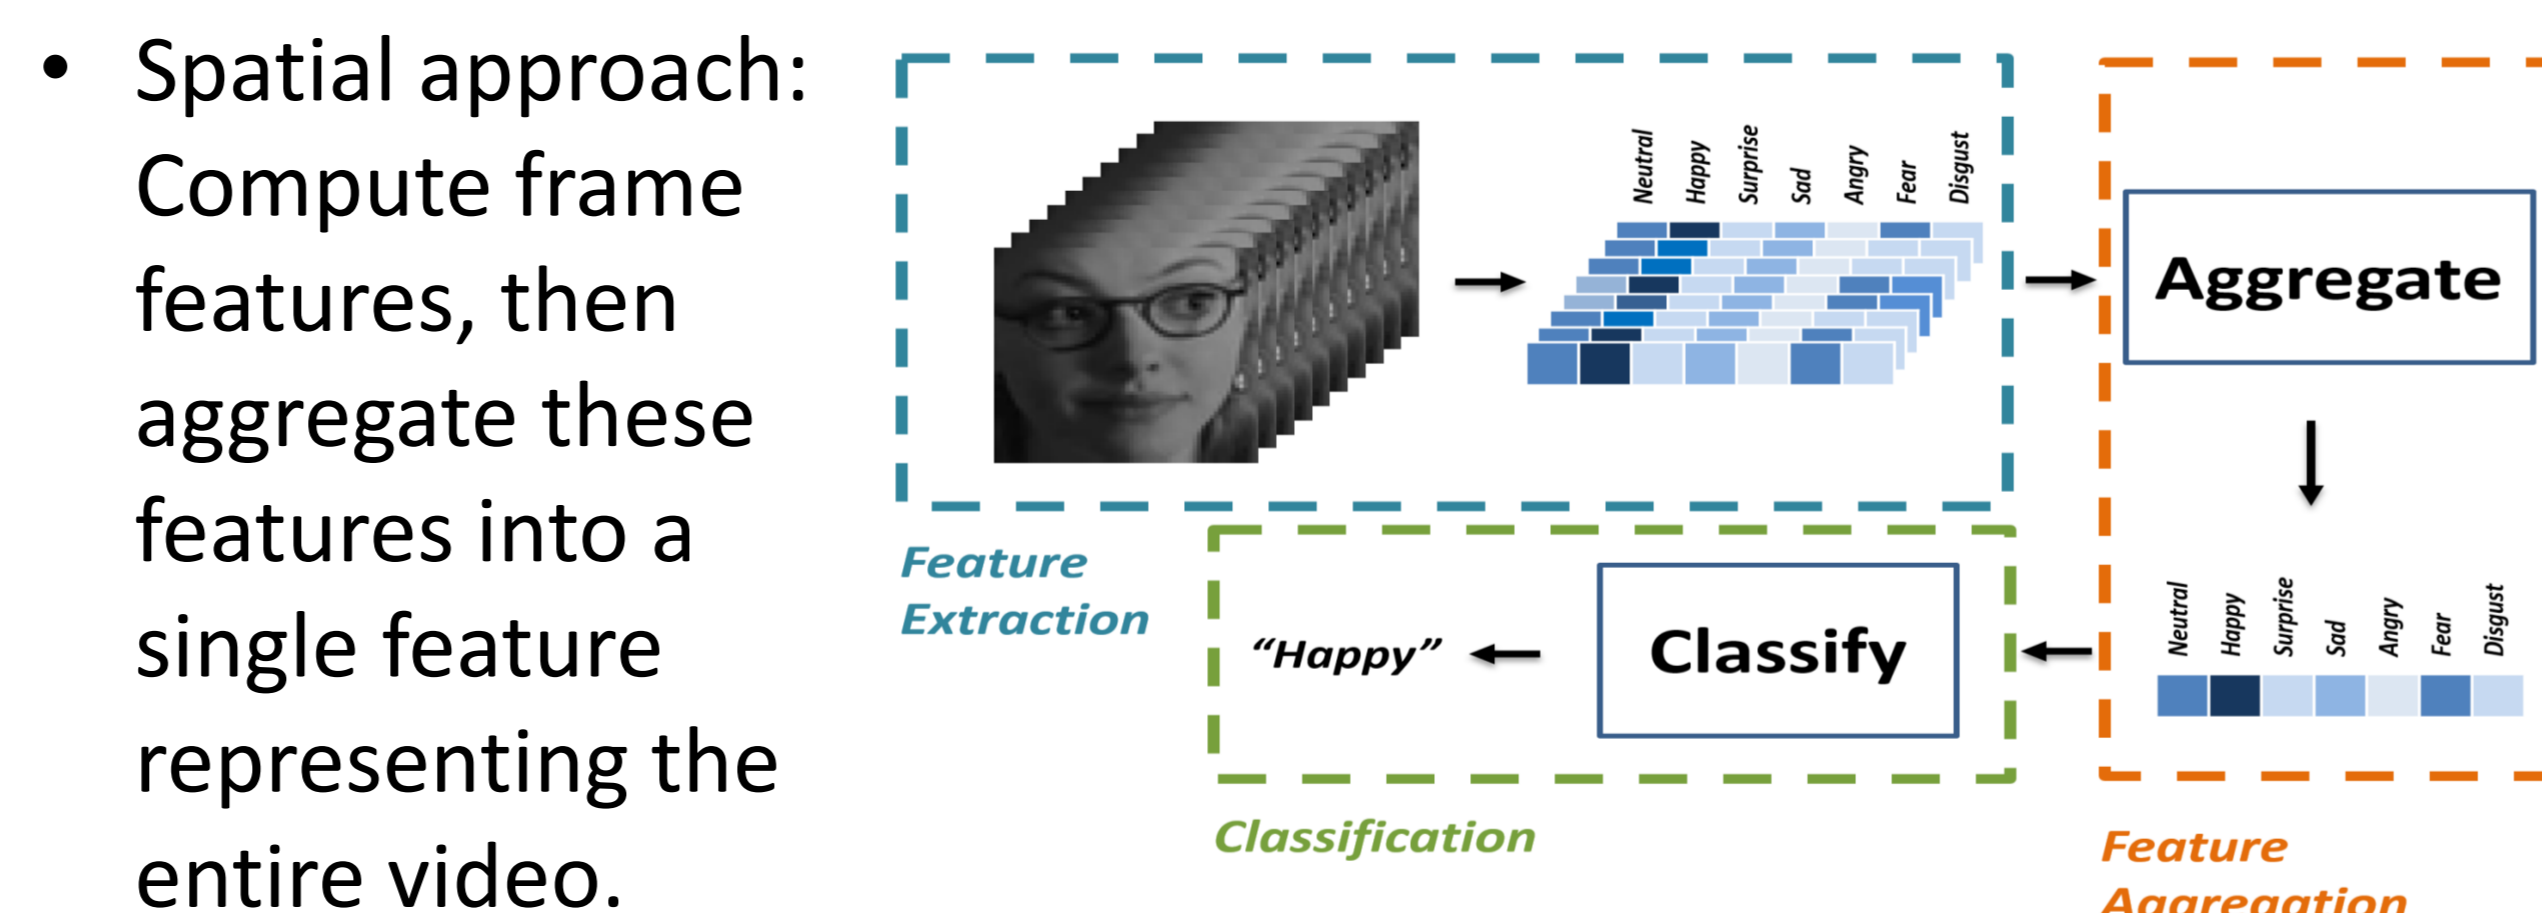 • Spatial approach:
Compute frame
features, then
aggregate these
features into a
single feature
representing the
entire video.
Neutral
Happy
Surprise
Sad
Angry
Fear
Disgust
Feature
Extraction
Aggregate
Neutral
Happy
Surprise
Sad
Angry
Fear
Disgust
Feature
Aggregation
Classify
“Happy”
Classification